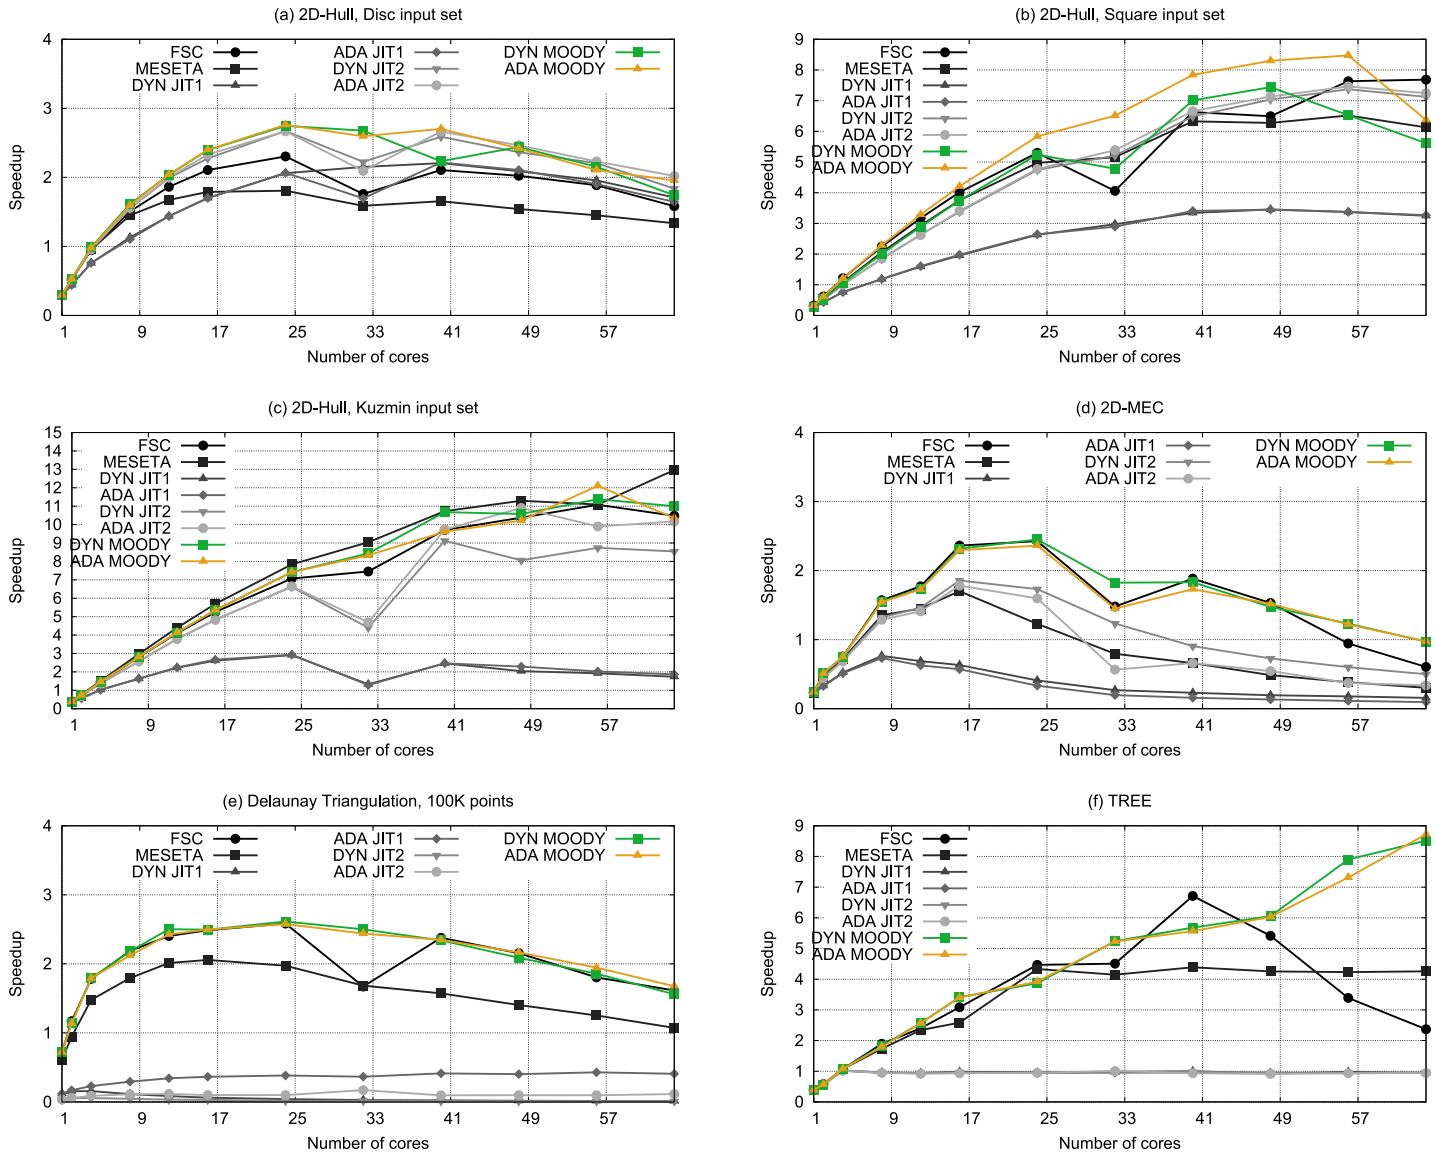 (a) 2D-Hull, Disc input set
4
3
2
1
0
Speedup
FSC
MESETA
DYN JIT1
ADA JIT1
DYN JIT2
ADA JIT2
DYN MOODY
ADA MOODY
1 9 17 25 33 41 49 57
Number of cores
(b) 2D-Hull, Square input set
9
8
7
6
5
4
3
2
1
0
Speedup
FSC
MESETA
DYN JIT1
ADA JIT1
DYN JIT2
ADA JIT2
DYN MOODY
ADA MOODY
1 9 17 25 33 41 49 57
Number of cores
(c) 2D-Hull, Kuzmin input set
15
14
13
12
11
10
9
8
7
6
5
4
3
2
1
0
Speedup
FSC
MESETA
DYN JIT1
ADA JIT1
DYN JIT2
ADA JIT2
DYN MOODY
ADA MOODY
1 9 17 25 33 41 49 57
Number of cores
(d) 2D-MEC
4
3
2
1
0
Speedup
FSC
MESETA
DYN JIT1
ADA JIT1
DYN JIT2
ADA JIT2
DYN MOODY
ADA MOODY
1 9 17 25 33 41 49 57
Number of cores
(e) Delaunay Triangulation, 100K points
4
3
2
1
0
Speedup
FSC
MESETA
DYN JIT1
ADA JIT1
DYN JIT2
ADA JIT2
DYN MOODY
ADA MOODY
1 9 17 25 33 41 49 57
Number of cores
(f) TREE
9
8
7
6
5
4
3
2
1
0
Speedup
FSC
MESETA
DYN JIT1
ADA JIT1
DYN JIT2
ADA JIT2
DYN MOODY
ADA MOODY
1 9 17 25 33 41 49 57
Number of cores